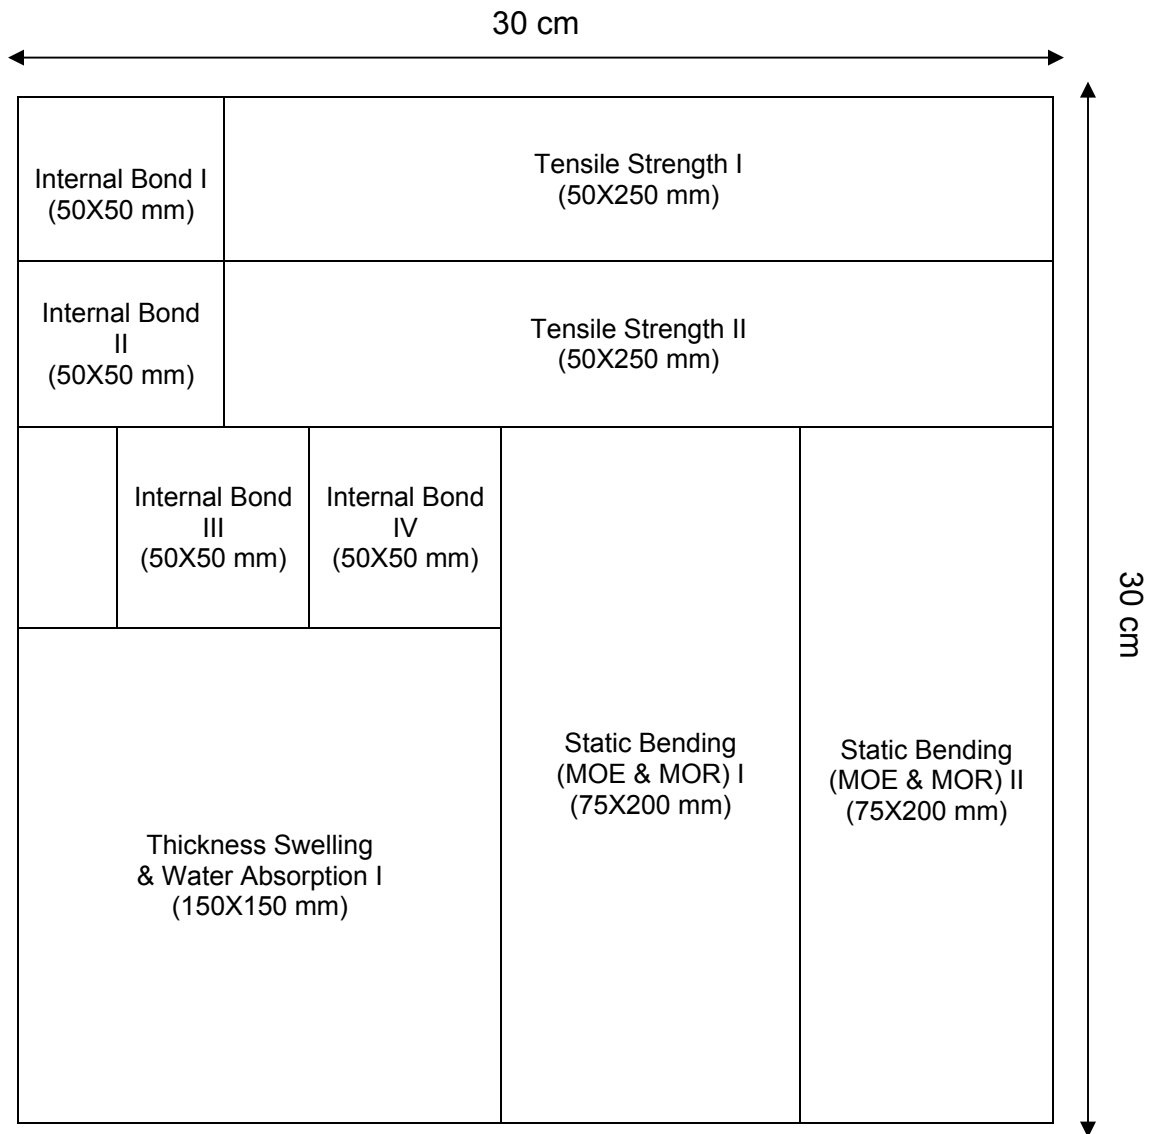 30 cm
Internal Bond I
(50X50 mm)
Tensile Strength I
(50X250 mm)
Internal Bond
II
(50X50 mm)
Tensile Strength II
(50X250 mm)
Internal Bond
III
(50X50 mm)
Internal Bond
IV
(50X50 mm)
30 cm
Static Bending
(MOE & MOR) I
(75X200 mm)
Static Bending
(MOE & MOR) II
(75X200 mm)
Thickness Swelling
& Water Absorption I
(150X150 mm)